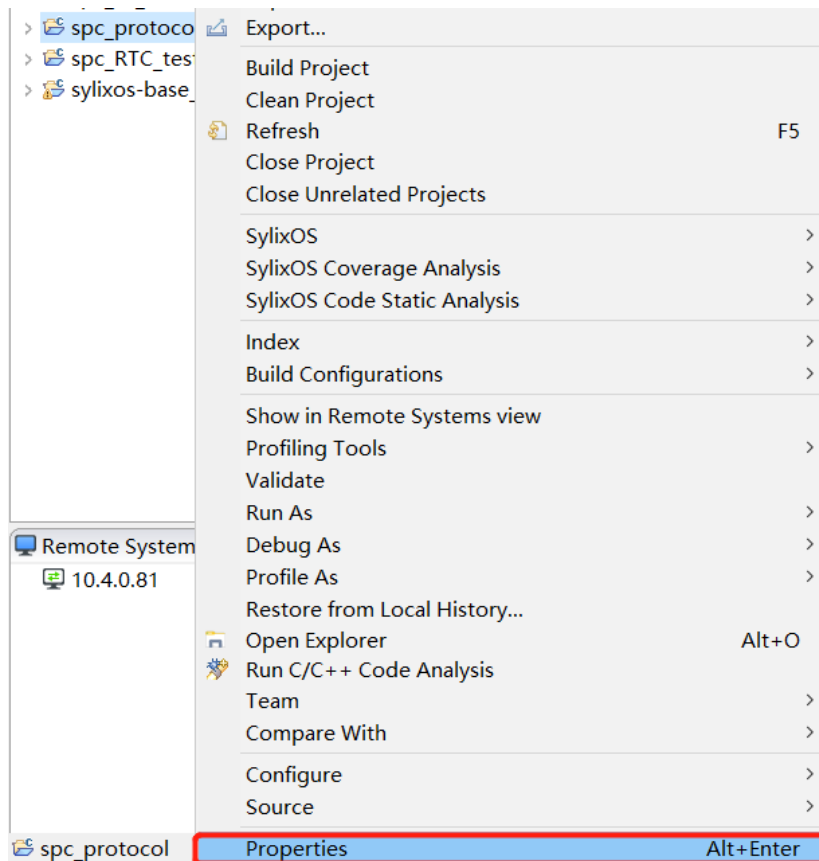 spc_protoco
Export...
spc_RTC_test
Build Project
sylixos-base_
Clean Project
Refresh F5
Close Project
Close Unrelated Projects
SylixOS
SylixOS Coverage Analysis
SylixOS Code Static Analysis
Index
Build Configurations
Show in Remote Systems view
Profiling Tools
Validate
Run As
Remote System
Debug As
10.4.0.81
Profile As
Restore from Local History...
Open Explorer Alt+O
Run C/C++ Code Analysis
Team
Compare With
Configure
Source
spc_protocol
Properties Alt+Enter